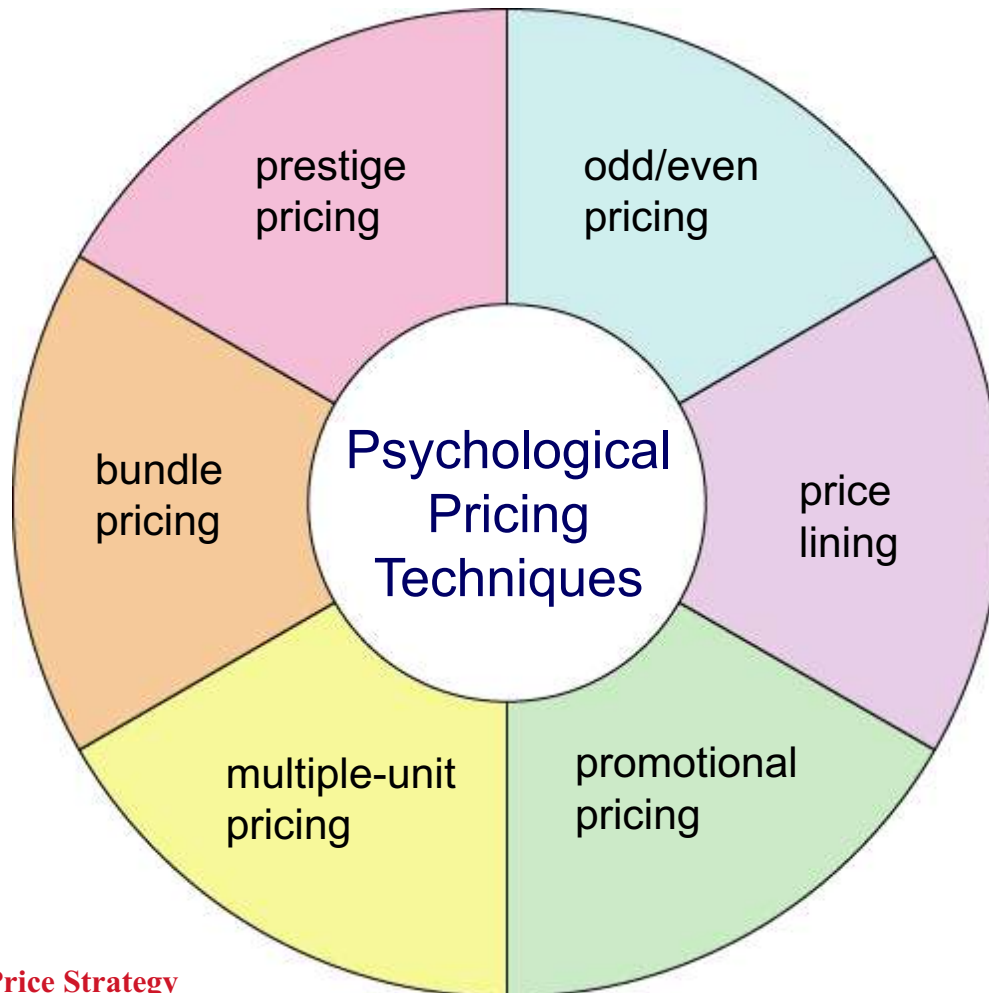 prestige
pricing
odd/even
pricing
bundle
pricing
Psychological
Pricing
Techniques
price
lining
multiple-unit
pricing
promotional
pricing
Price Strategy